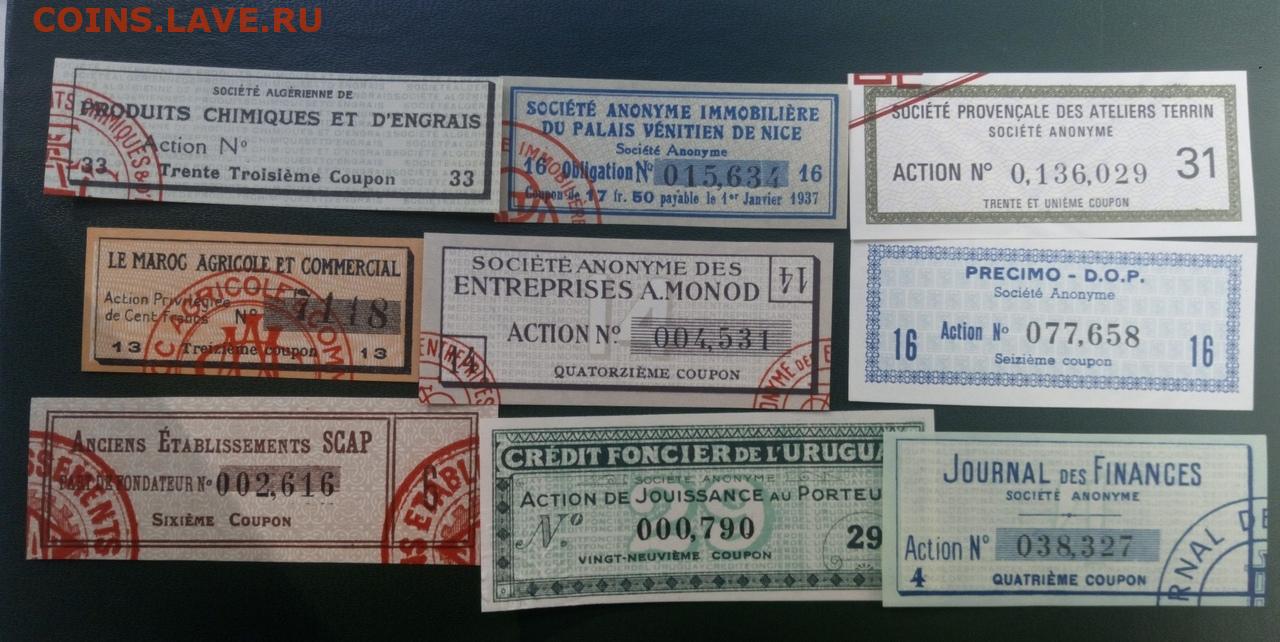 COINS.LAVE.RU
SOCIÉTÉ ALGÉRIENNE DE
PRODUITS CHIMIQUES ET D'ENGRAIS
Action Nº
33 Trente Troisième Coupon 33
SOCIÉTÉ ANONYME IMMOBILIÈRE
DU PALAIS VÉNITIEN DE NICE
Société Anonyme
16 Obligation Nº 015,634 16
Coupon de 17 fr. 50 payable le 1er Janvier 1937
SOCIÉTÉ PROVENÇALE DES ATELIERS TERRIN
SOCIÉTÉ ANONYME
ACTION Nº 0,136,029 31
TRENTE ET UNIÈME COUPON
LE MAROC AGRICOLE ET COMMERCIAL
Action Privilégiée
de Cent francs Nº 7118
13 Treizième coupon 13
AGRICOLE
SOCIÉTÉ ANONYME DES
ENTREPRISES A.MONOD
14
ACTION Nº 004,531
14
QUATORZIÈME COUPON
PRECIMO - D.O.P.
Société Anonyme
16 Action Nº 077,658 16
Seizième coupon
ANCIENS ÉTABLISSEMENTS SCAP
PART DE FONDATEUR Nº 002,616
6
SIXIÈME COUPON
CRÉDIT FONCIER DE L'URUGUA
SOCIÉTÉ ANONYME
ACTION DE JOUISSANCE AU PORTEU
Nº 000,790
29
VINGT-NEUVIÈME COUPON
JOURNAL DES FINANCES
SOCIÉTÉ ANONYME
Action Nº 038,327
4 QUATRIÈME COUPON
RNAL DE